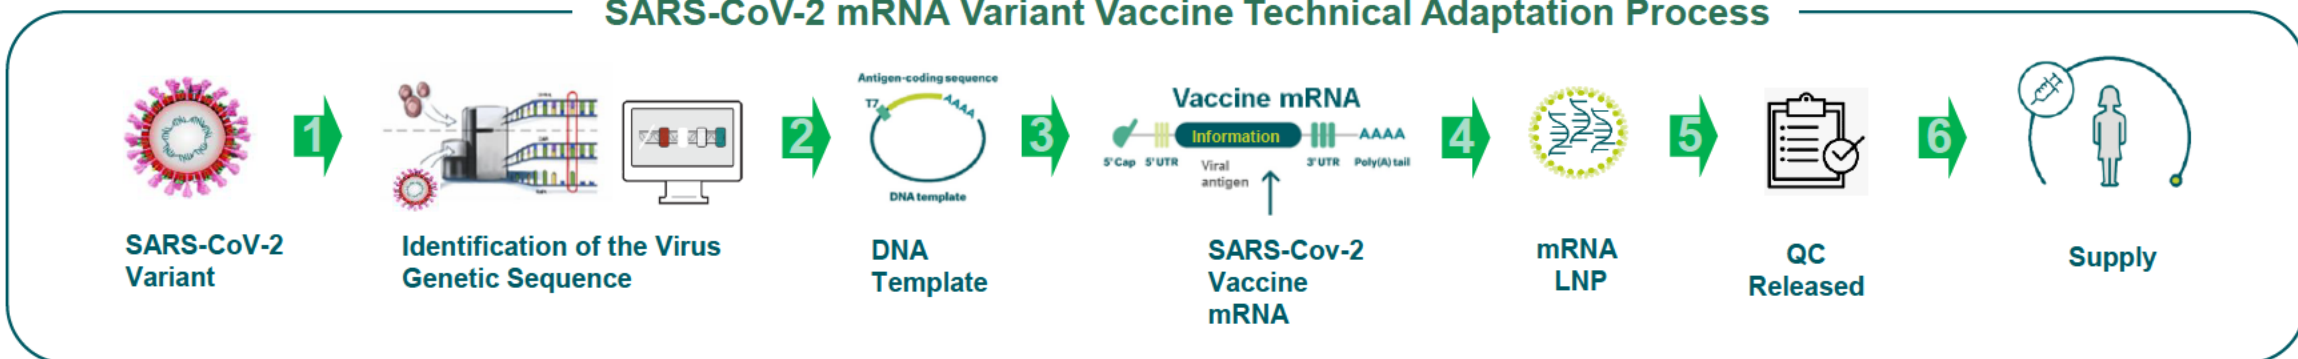 SARS-CoV-2 mRNA Variant Vaccine Technical Adaptation Process
1
2
3
4
5
6
Antigen-coding sequence
T7
AAAA
DNA template
Vaccine mRNA
Information
AAAA
5' Cap 5' UTR
3' UTR Poly(A) tail
Viral
antigen
SARS-CoV-2
Variant
Identification of the Virus
Genetic Sequence
DNA
Template
SARS-Cov-2
Vaccine
mRNA
mRNA
LNP
QC
Released
Supply